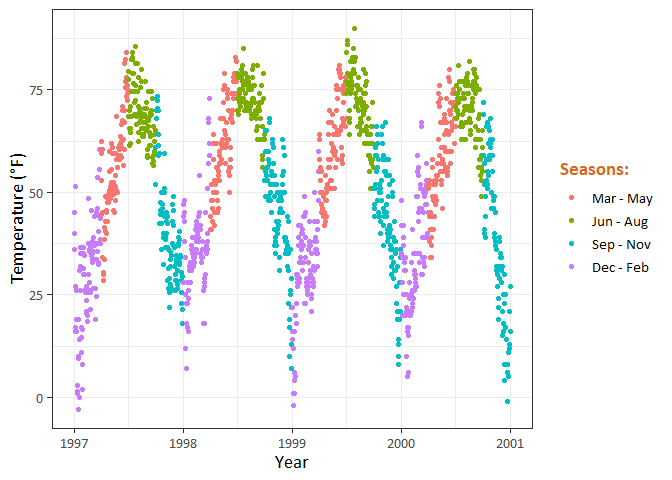 75
50
25
0
Temperature (°F)
1997
1998
1999
2000
2001
Year
Seasons:
Mar - May
Jun - Aug
Sep - Nov
Dec - Feb